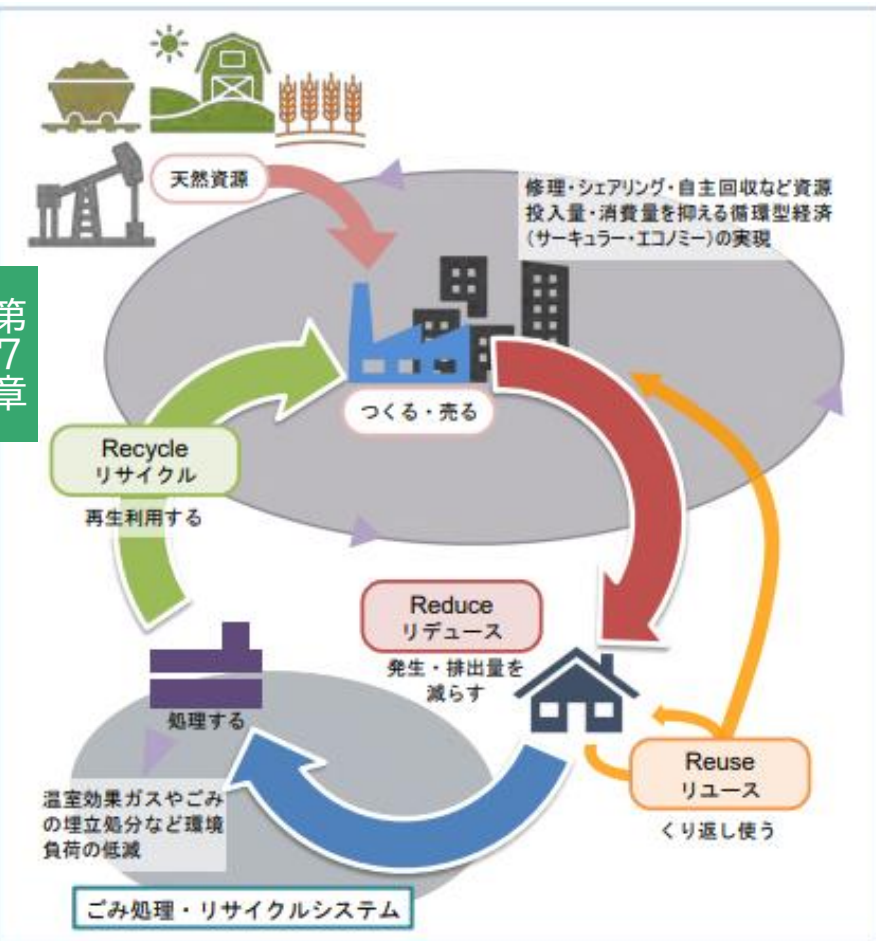 天然資源
修理・シェアリング・自主回収など資源
投入量・消費量を抑える循環型経済
(サーキュラー・エコノミー)の実現
第
7
章
つくる・売る
Recycle
リサイクル
再生利用する
Reduce
リデュース
発生・排出量を
減らす
処理する
Reuse
リユース
くり返し使う
温室効果ガスやごみ
の埋立処分など環境
負荷の低減
ごみ処理・リサイクルシステム